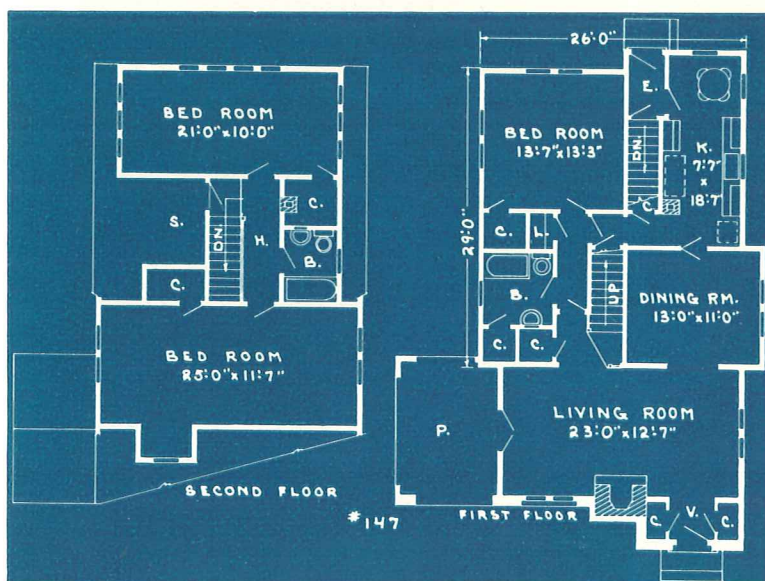 BED ROOM
21'0"x10'0"
S.
DN.
H.
C.
B.
C.
BED ROOM
25'0"x11'7"
SECOND FLOOR
#147
26'0"
29'0"
E.
BED ROOM
13'7"x13'3"
DN.
K.
7'7"
x
18'7"
C.
C.
L.
B.
UP
DINING RM.
13'0"x11'0"
C.
C.
P.
LIVING ROOM
23'0"x12'7"
C.
V.
C.
FIRST FLOOR